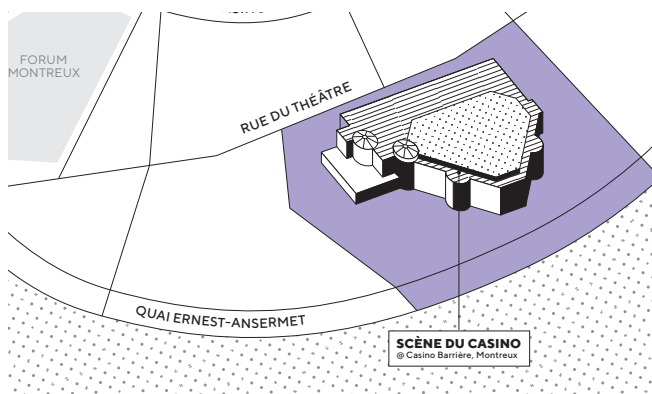 FORUM
MONTREUX
RUE DU THÉÂTRE
QUAI ERNEST-ANSERMET
SCÈNE DU CASINO
@ Casino Barrière, Montreux